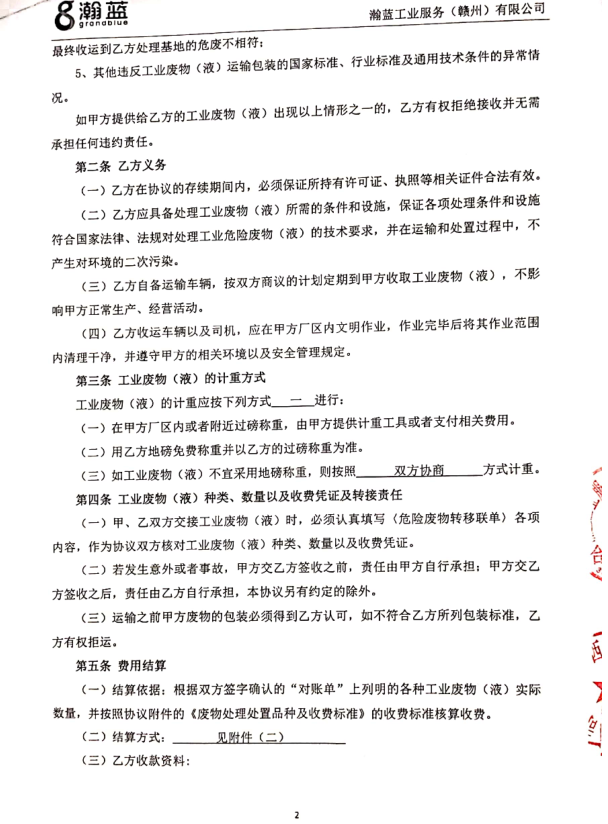 瀚蓝
grandblue
瀚蓝工业服务（赣州）有限公司
最终收运到乙方处理基地的危废不相符；
5、其他违反工业废物（液）运输包装的国家标准、行业标准及通用技术条件的异常情
况。
如甲方提供给乙方的工业废物（液）出现以上情形之一的，乙方有权拒绝接收并无需
承担任何违约责任。
第二条 乙方义务
（一）乙方在协议的存续期间内，必须保证所持有许可证、执照等相关证件合法有效。
（二）乙方应具备处理工业废物（液）所需的条件和设施，保证各项处理条件和设施
符合国家法律、法规对处理工业危险废物（液）的技术要求，并在运输和处置过程中，不
产生对环境的二次污染。
（三）乙方自备运输车辆，按双方商议的计划定期到甲方收取工业废物（液），不影
响甲方正常生产、经营活动。
（四）乙方收运车辆以及司机，应在甲方厂区内文明作业，作业完毕后将其作业范围
内清理干净，并遵守甲方的相关环境以及安全管理规定。
第三条 工业废物（液）的计重方式
工业废物（液）的计重应按下列方式 一 进行：
（一）在甲方厂区内或者附近过磅称重，由甲方提供计重工具或者支付相关费用。
（二）用乙方地磅免费称重并以乙方的过磅称重为准。
（三）如工业废物（液）不宜采用地磅称重，则按照 双方协商 方式计重。
第四条 工业废物（液）种类、数量以及收费凭证及转接责任
（一）甲、乙双方交接工业废物（液）时，必须认真填写〈危险废物转移联单〉各项
内容，作为协议双方核对工业废物（液）种类、数量以及收费凭证。
（二）若发生意外或者事故，甲方交乙方签收之前，责任由甲方自行承担；甲方交乙
方签收之后，责任由乙方自行承担，本协议另有约定的除外。
（三）运输之前甲方废物的包装必须得到乙方认可，如不符合乙方所列包装标准，乙
方有权拒运。
第五条 费用结算
（一）结算依据：根据双方签字确认的“对账单”上列明的各种工业废物（液）实际
数量，并按照协议附件的《废物处理处置品种及收费标准》的收费标准核算收费。
（二）结算方式： 见附件（二）
（三）乙方收款资料：
合
西
2